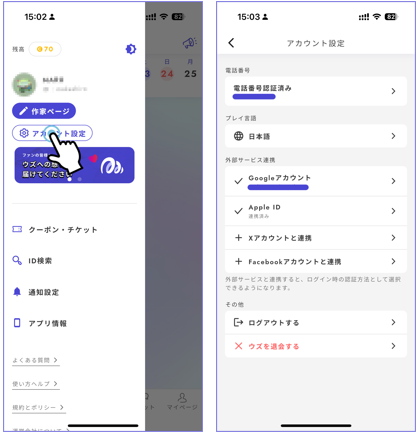 15:02
82
残高
70
作家ページ
アカウント設定
ファンの皆様
ウズへの想
届けてください
日
月
3
24
25
クーポン・チケット
ID検索
通知設定
アプリ情報
よくある質問
使い方ヘルプ
規約とポリシー
マイページ
15:03
82
アカウント設定
電話番号
電話番号認証済み
プレイ言語
日本語
外部サービス連携
Googleアカウント
Apple ID
連携済み
Xアカウントと連携
Facebookアカウントと連携
外部サービスと連携すると、ログイン時の認証方法として選択
できるようになります。
その他
ログアウトする
ウズを退会する